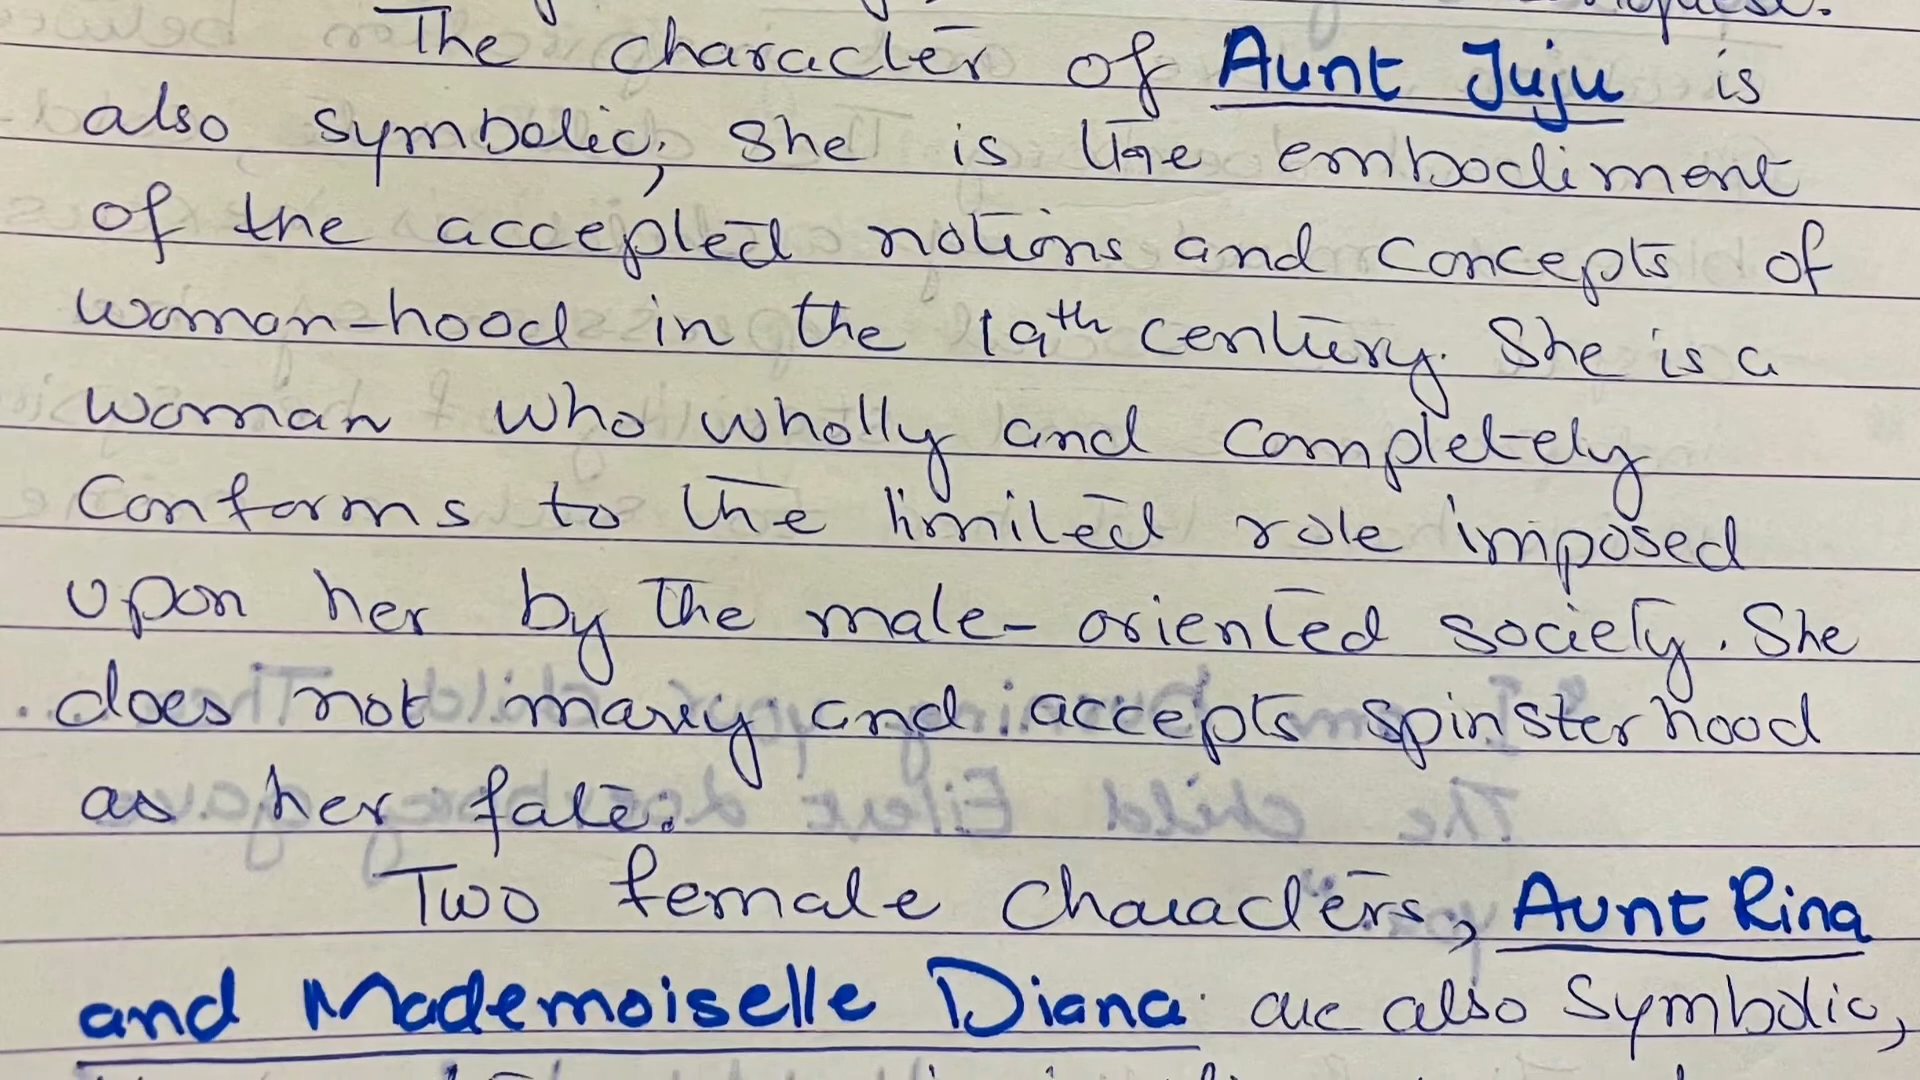 The character of Aunt Juju is
also symbolic; She is the embodiment
of the accepted notions and concepts of
woman-hood in the 19th century. She is a
woman who wholly and completely
Conforms to the limited role imposed
upon her by the male-oriented society. She
does not marry and accepts spinsterhood
as her fate.
Two female characters, Aunt Rina
and Mademoiselle Diana are also Symbolic,